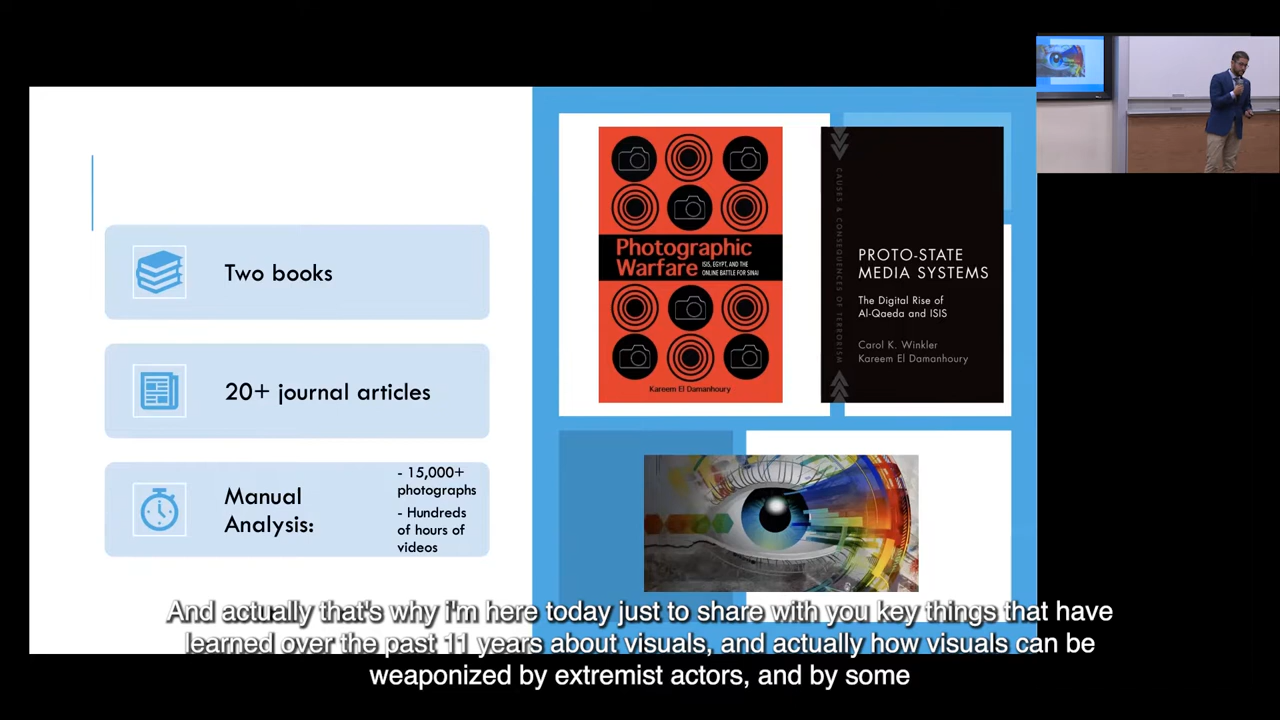 Two books
20+ journal articles
Manual
Analysis:
- 15,000+
photographs
- Hundreds
of hours of
videos
Photographic
Warfare
ISIS, EGYPT, AND THE
ONLINE BATTLE FOR SINAI
Kareem El Damanhoury
CAUSES & CONSEQUENCES OF TERRORISM
PROTO-STATE
MEDIA SYSTEMS
The Digital Rise of
Al-Qaeda and ISIS
Carol K. Winkler
Kareem El Damanhoury
And actually that's why i'm here today just to share with you key things that have
learned over the past 11 years about visuals, and actually how visuals can be
weaponized by extremist actors, and by some